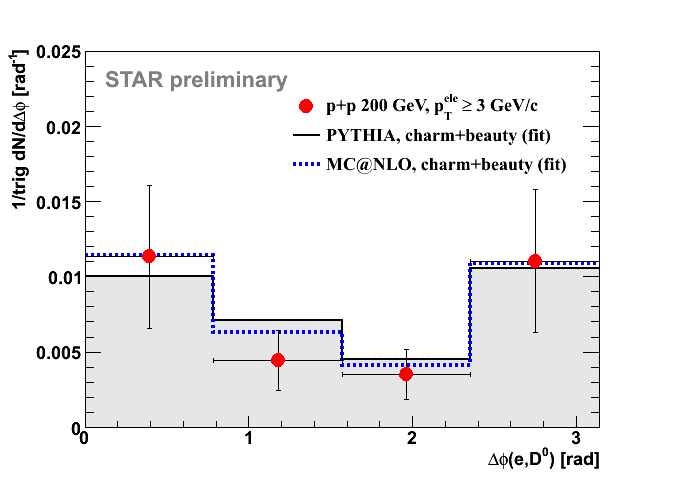 0.025
STAR preliminary
p+p 200 GeV, p_T^ele ≥ 3 GeV/c
PYTHIA, charm+beauty (fit)
MC@NLO, charm+beauty (fit)
1/trig dN/dΔϕ [rad⁻¹]
0.02
0.015
0.01
0.005
0
0 1 2 3
Δϕ(e,D⁰) [rad]